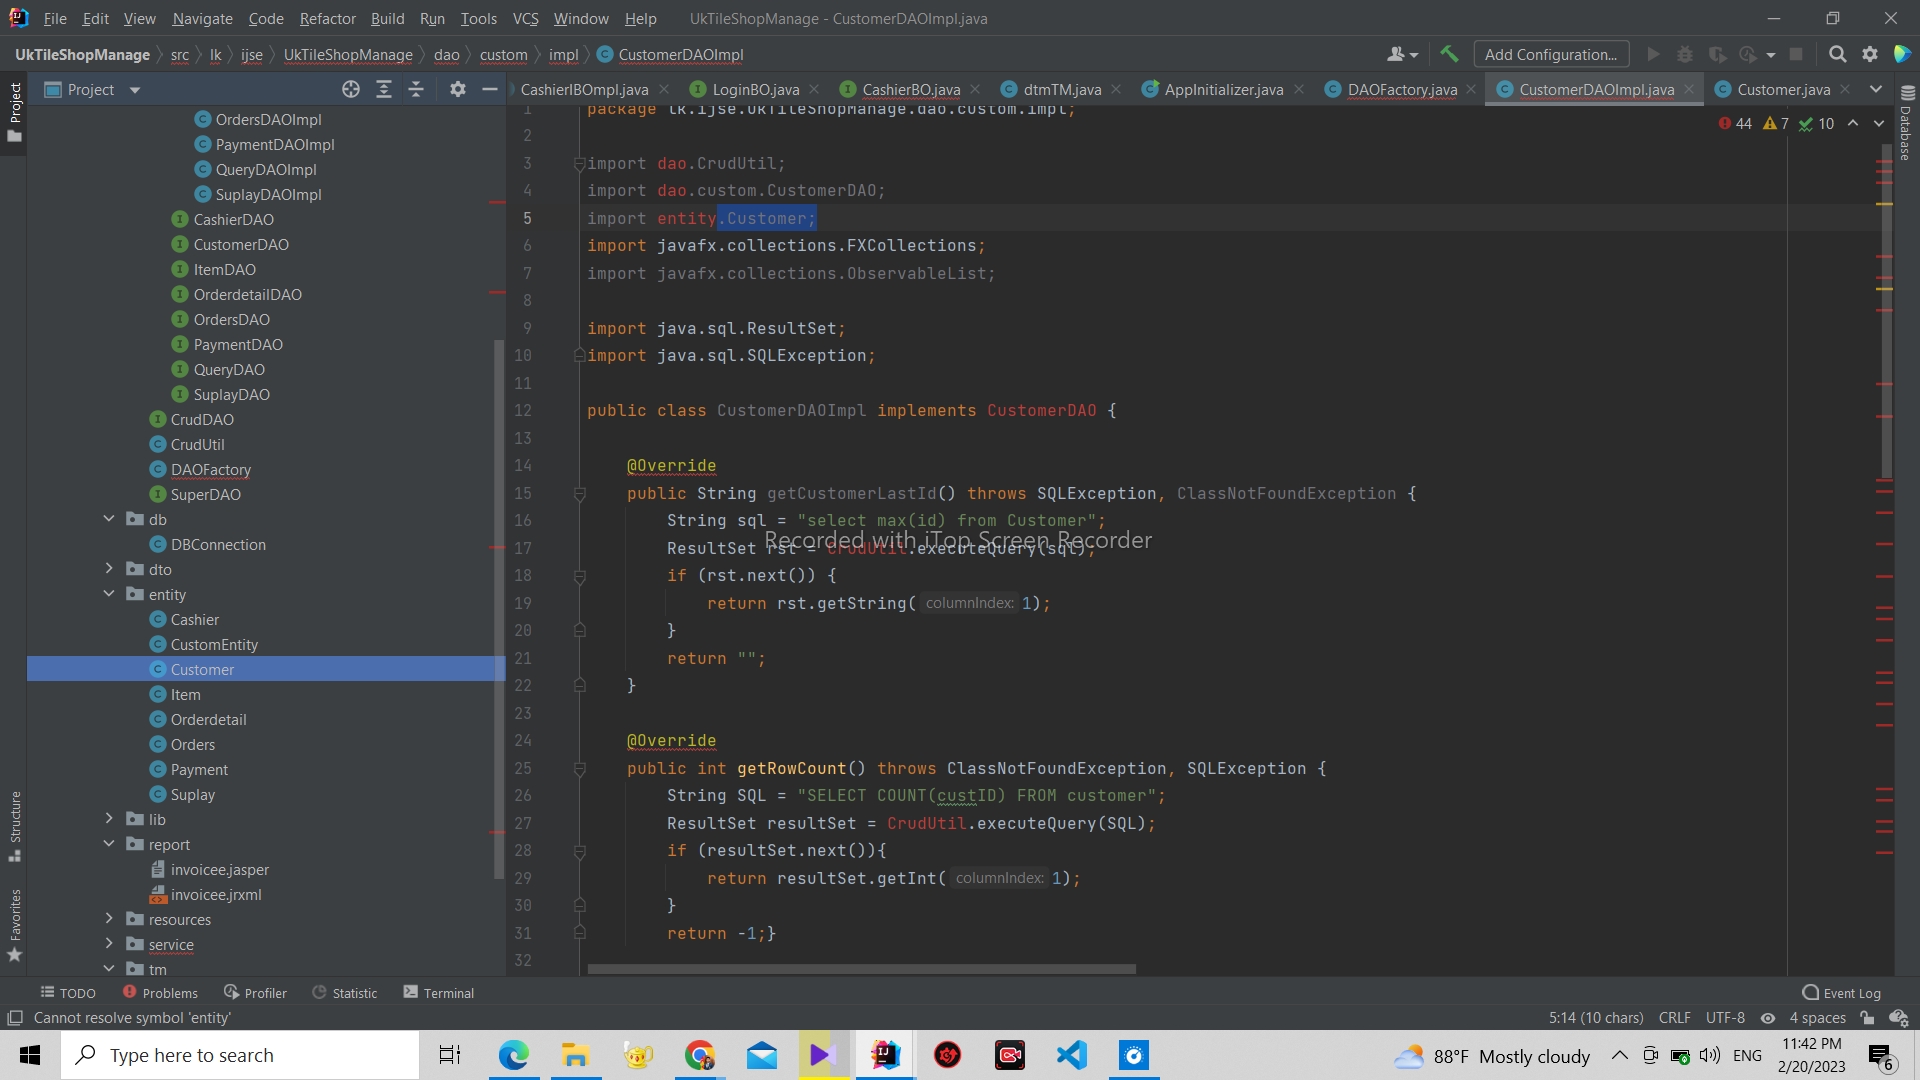 File Edit View Navigate Code Refactor Build Run Tools VCS Window Help UkTileShopManage - CustomerDAOImpl.java
UkTileShopManage src lk ijse UkTileShopManage dao custom impl CustomerDAOImpl Add Configuration...
Project
CashierIBOmpl.java LoginBO.java CashierBO.java dtmTM.java AppInitializer.java DAOFactory.java CustomerDAOImpl.java Customer.java
Project
Structure
Favorites
Database
OrdersDAOImpl
PaymentDAOImpl
QueryDAOImpl
SuplayDAOImpl
CashierDAO
CustomerDAO
ItemDAO
OrderdetailDAO
OrdersDAO
PaymentDAO
QueryDAO
SuplayDAO
CrudDAO
CrudUtil
DAOFactory
SuperDAO
db
DBConnection
dto
entity
Cashier
CustomEntity
Customer
Item
Orderdetail
Orders
Payment
Suplay
lib
report
invoicee.jasper
invoicee.jrxml
resources
service
tm
44 7 10
1 package lk.ijse.UkTileShopManage.dao.custom.impl;
2
3 import dao.CrudUtil;
4 import dao.custom.CustomerDAO;
5 import entity.Customer;
6 import javafx.collections.FXCollections;
7 import javafx.collections.ObservableList;
8
9 import java.sql.ResultSet;
10 import java.sql.SQLException;
11
12 public class CustomerDAOImpl implements CustomerDAO {
13
14 @Override
15 public String getCustomerLastId() throws SQLException, ClassNotFoundException {
16 String sql = "select max(id) from Customer";
17 ResultSet rst = CrudUtil.executeQuery(sql);
Recorded with iTop Screen Recorder
18 if (rst.next()) {
19 return rst.getString( columnIndex: 1);
20 }
21 return "";
22 }
23
24 @Override
25 public int getRowCount() throws ClassNotFoundException, SQLException {
26 String SQL = "SELECT COUNT(custID) FROM customer";
27 ResultSet resultSet = CrudUtil.executeQuery(SQL);
28 if (resultSet.next()){
29 return resultSet.getInt( columnIndex: 1);
30 }
31 return -1;}
32
TODO Problems Profiler Statistic Terminal Event Log
Cannot resolve symbol 'entity' 5:14 (10 chars) CRLF UTF-8 4 spaces
Type here to search 88°F Mostly cloudy ENG 11:42 PM
2/20/2023
6